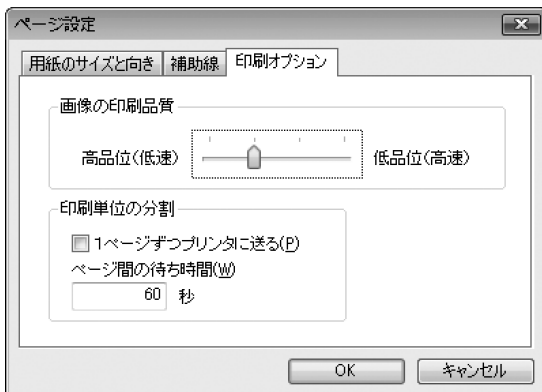 ページ設定
用紙のサイズと向き 補助線 印刷オプション
画像の印刷品質
高品位(低速) 低品位(高速)
印刷単位の分割
1ページずつプリンタに送る(P)
ページ間の待ち時間(W)
60 秒
OK キャンセル